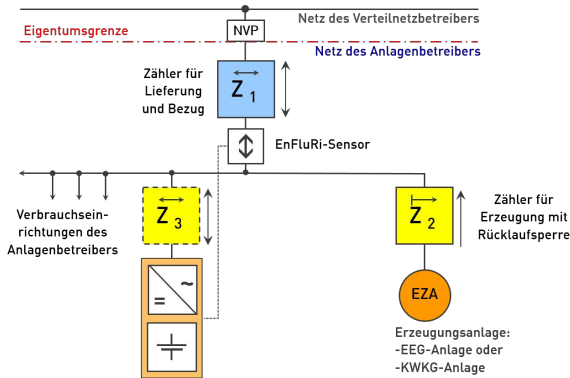 Netz des Verteilnetzbetreibers
Eigentumsgrenze
NVP
Netz des Anlagenbetreibers
Zähler für
Lieferung
und Bezug
Z 1
EnFluRi-Sensor
Verbrauchsein-
richtungen des
Anlagenbetreibers
Z 3
Z 2
Zähler für
Erzeugung mit
Rücklaufsperre
EZA
Erzeugungsanlage:
-EEG-Anlage oder
-KWKG-Anlage